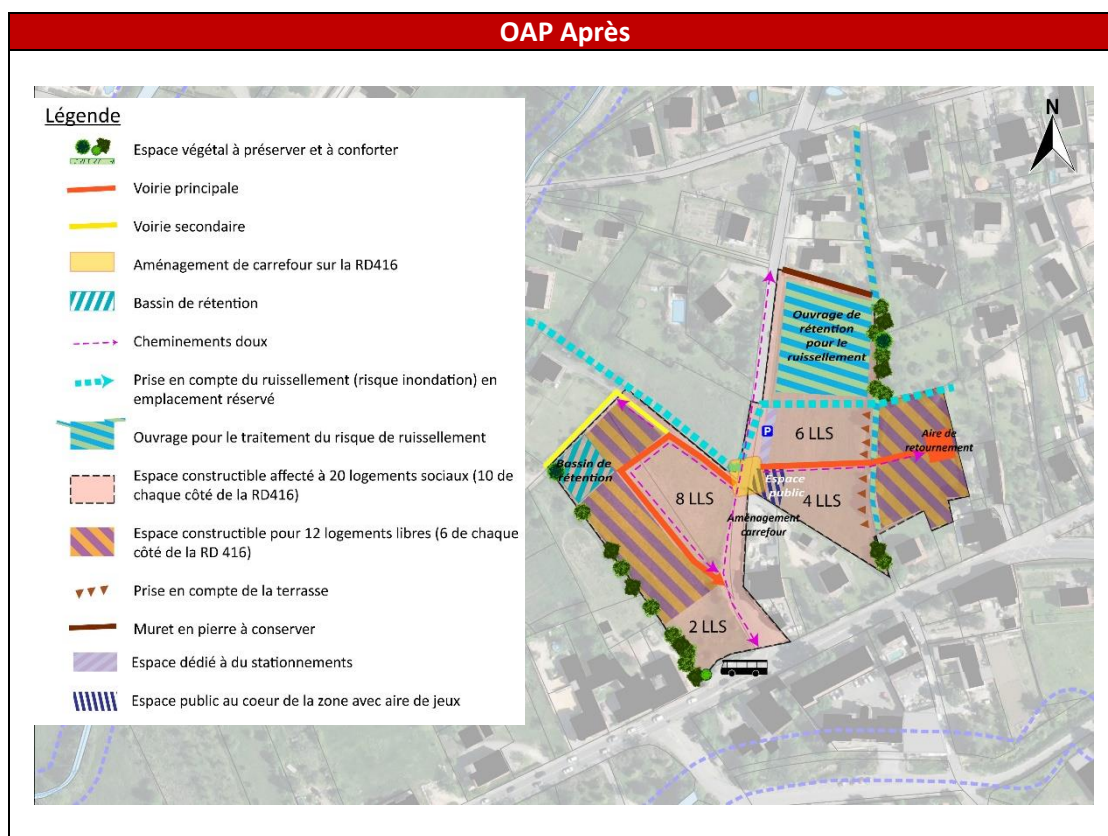 OAP Après
Légende
Espace végétal à préserver et à conforter
Voirie principale
Voirie secondaire
Aménagement de carrefour sur la RD416
Bassin de rétention
Cheminements doux
Prise en compte du ruissellement (risque inondation) en
emplacement réservé
Ouvrage pour le traitement du risque de ruissellement
Espace constructible affecté à 20 logements sociaux (10 de
chaque côté de la RD416)
Espace constructible pour 12 logements libres (6 de chaque
côté de la RD 416)
Prise en compte de la terrasse
Muret en pierre à conserver
Espace dédié à du stationnements
Espace public au coeur de la zone avec aire de jeux
N
Ouvrage de
rétention
pour le
ruissellement
P
6 LLS
Aire de
retournement
Bassin de
rétention
8 LLS
Espace
public
4 LLS
Aménagement
carrefour
2 LLS